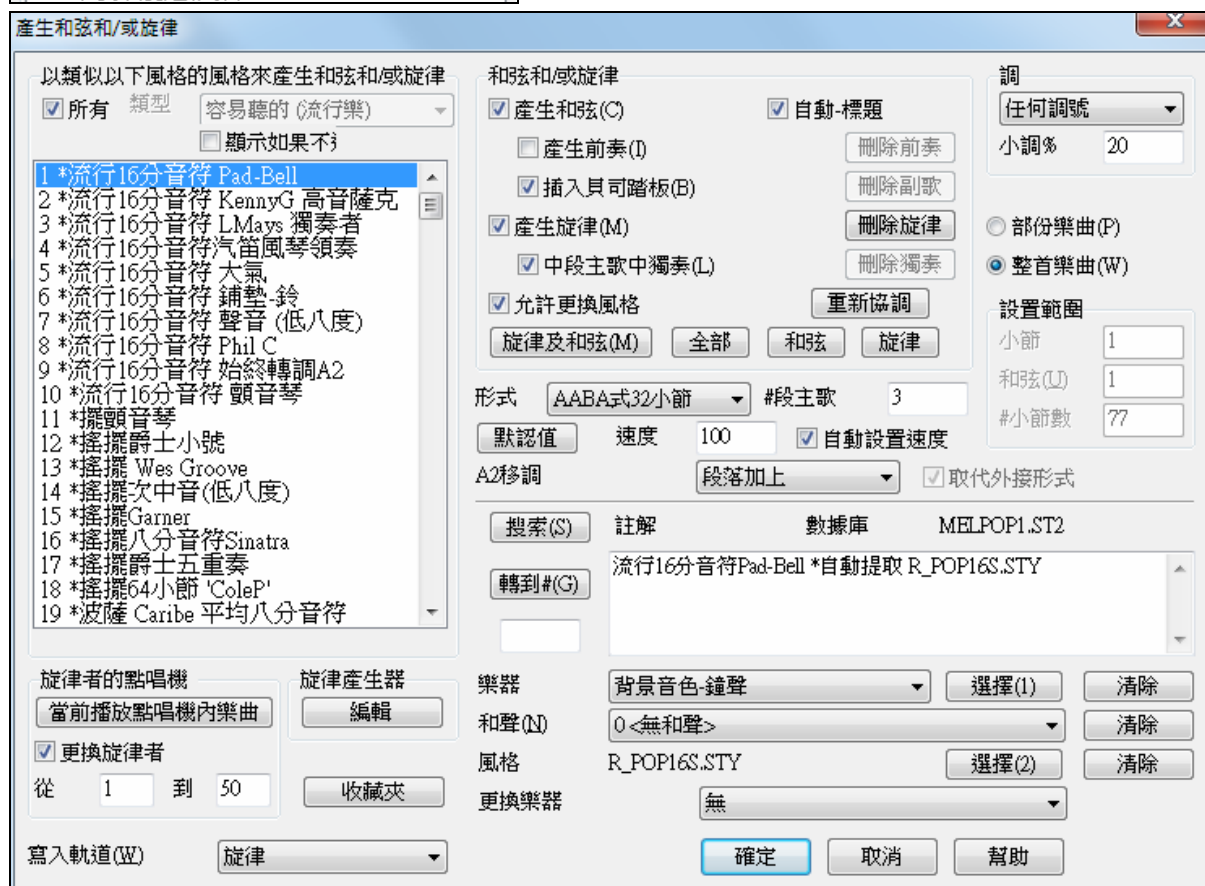 產生和弦和/或旋律
以類似以下風格的風格來產生和弦和/或旋律
所有 類型 容易聽的 (流行樂)
顯示如果不
1 *流行16分音符 Pad-Bell
2 *流行16分音符 KennyG 高音薩克
3 *流行16分音符 LMays 獨奏者
4 *流行16分音符汽笛風琴領奏
5 *流行16分音符 大氣
6 *流行16分音符 鋪墊-鈴
7 *流行16分音符 聲音 (低八度)
8 *流行16分音符 Phil C
9 *流行16分音符 始終轉調A2
10 *流行16分音符 顫音琴
11 *擺顫音琴
12 *搖擺爵士小號
13 *搖擺 Wes Groove
14 *搖擺次中音(低八度)
15 *搖擺Garner
16 *搖擺八分音符Sinatra
17 *搖擺爵士五重奏
18 *搖擺64小節 'ColeP'
19 *波薩 Caribe 平均八分音符
旋律者的點唱機
當前播放點唱機內樂曲
更換旋律者
從 1 到 50
旋律產生器
編輯
收藏夾
寫入軌道(W) 旋律
和弦和/或旋律
產生和弦(C) 自動-標題
產生前奏(I) 刪除前奏
插入貝司踏板(B) 刪除副歌
產生旋律(M) 刪除旋律
中段主歌中獨奏(L) 刪除獨奏
允許更換風格 重新協調
旋律及和弦(M) 全部 和弦 旋律
調
任何調號
小調% 20
部份樂曲(P)
整首樂曲(W)
設置範圍
小節 1
和弦(U) 1
#小節數 77
形式 AABA式32小節 #段主歌 3
默認值 速度 100 自動設置速度
A2移調 段落加上 取代外接形式
搜索(S) 註解 數據庫 MELPOP1.ST2
轉到#(G)
流行16分音符Pad-Bell *自動提取 R_POP16S.STY
樂器 背景音色-鐘聲 選擇(1) 清除
和聲(N) 0 <無和聲> 清除
風格 R_POP16S.STY 選擇(2) 清除
更換樂器 無
確定 取消 幫助